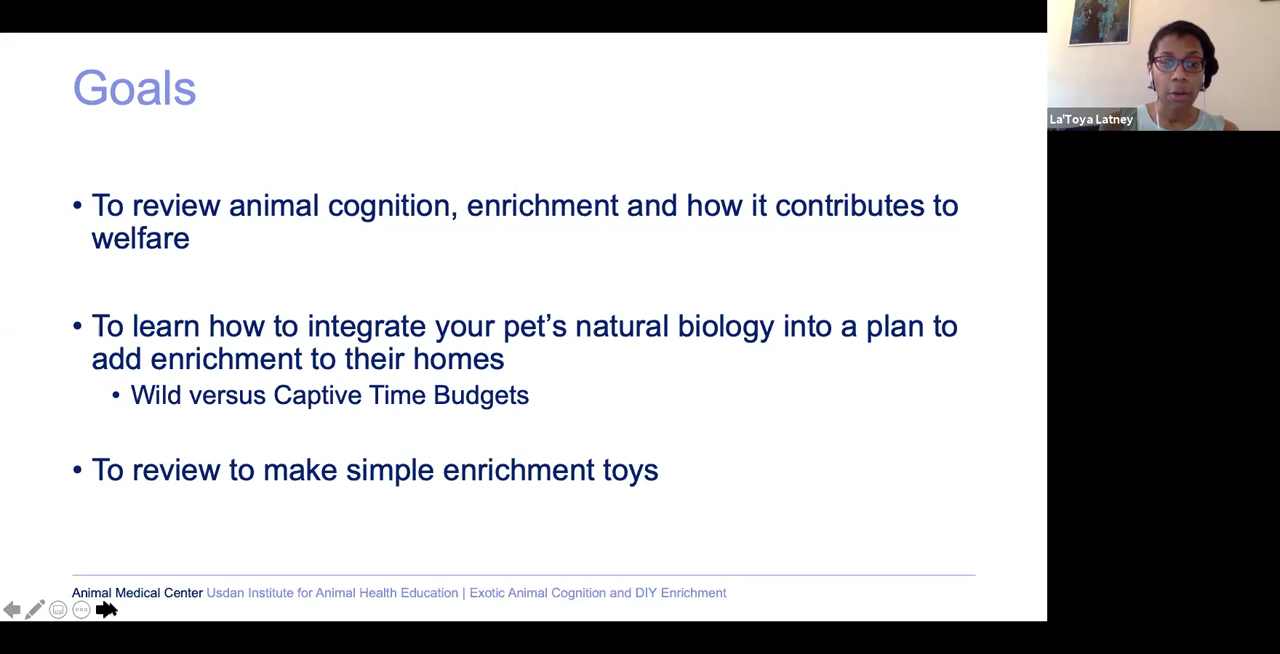 Goals
• To review animal cognition, enrichment and how it contributes to
welfare
• To learn how to integrate your pet’s natural biology into a plan to
add enrichment to their homes
• Wild versus Captive Time Budgets
• To review to make simple enrichment toys
Animal Medical Center Usdan Institute for Animal Health Education | Exotic Animal Cognition and DIY Enrichment
La'Toya Latney